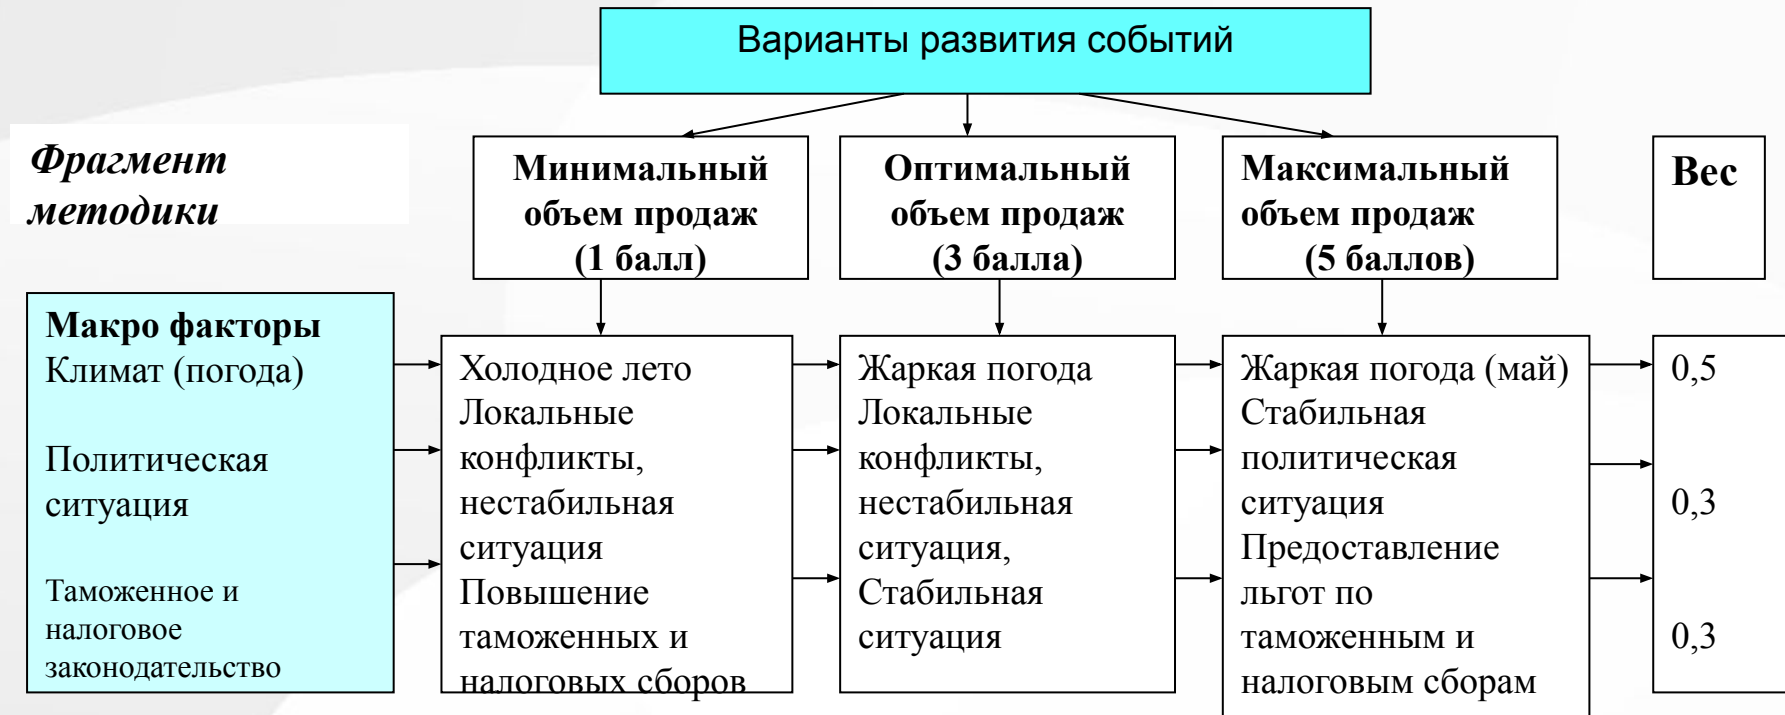 Варианты развития событий
Фрагмент
методики
Минимальный
объем продаж
(1 балл)
Оптимальный
объем продаж
(3 балла)
Максимальный
объем продаж
(5 баллов)
Вес
Макро факторы
Климат (погода)
Политическая
ситуация
Таможенное и
налоговое
законодательство
Холодное лето
Локальные
конфликты,
нестабильная
ситуация
Повышение
таможенных и
налоговых сборов
Жаркая погода
Локальные
конфликты,
нестабильная
ситуация,
Стабильная
ситуация
Жаркая погода (май)
Стабильная
политическая
ситуация
Предоставление
льгот по
таможенным и
налоговым сборам
0,5
0,3
0,3